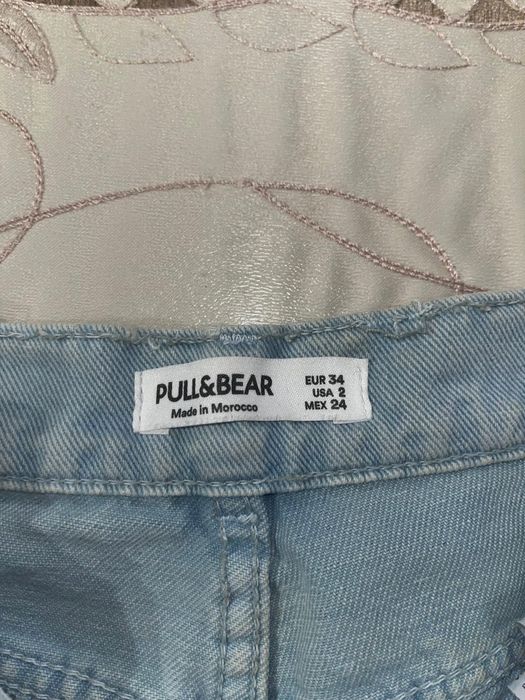 PULL&BEAR
Made in Morocco
EUR 34
USA 2
MEX 24